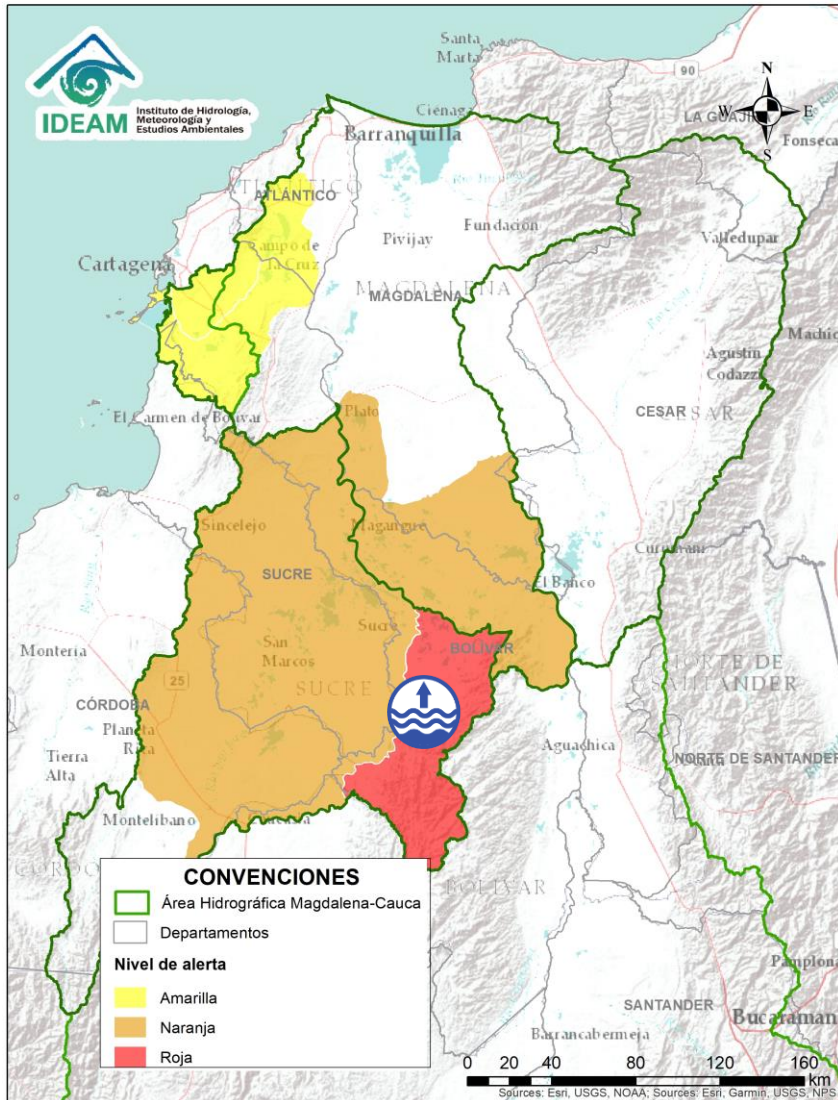 IDEAM
Instituto de Hidrología,
Meteorología y
Estudios Ambientales
Santa
Marta
90
N
W
E
S
Ciénaga
Barranquilla
LA GUAJIRA
Fonseca
ATLÁNTICO
Campo de
la Cruz
Pivijay
Fundación
Valledupar
Cartagena
MAGDALENA
MAGDALENA
Agustín
Codazzi
El Carmen de Bolívar
Plato
CESAR
CESAR
Sincelejo
Magangue
Curumaní
SUCRE
El Banco
Sucre
BOLÍVAR
Montería
San
Marcos
NORTE DE
SANTANDER
25
SUCRE
CÓRDOBA
Planeta
Rica
Aguachica
Tierra
Alta
NORTE DE SANTANDER
Montelíbano
BOLÍVAR
CONVENCIONES
Área Hidrográfica Magdalena-Cauca
Departamentos
Nivel de alerta
Amarilla
Naranja
Roja
Pamplona
SANTANDER
Bucaraman
Barrancabermeja
0 20 40 80 120 160
km
Sources: Esri, USGS, NOAA; Sources: Esri, Garmin, USGS, NPS